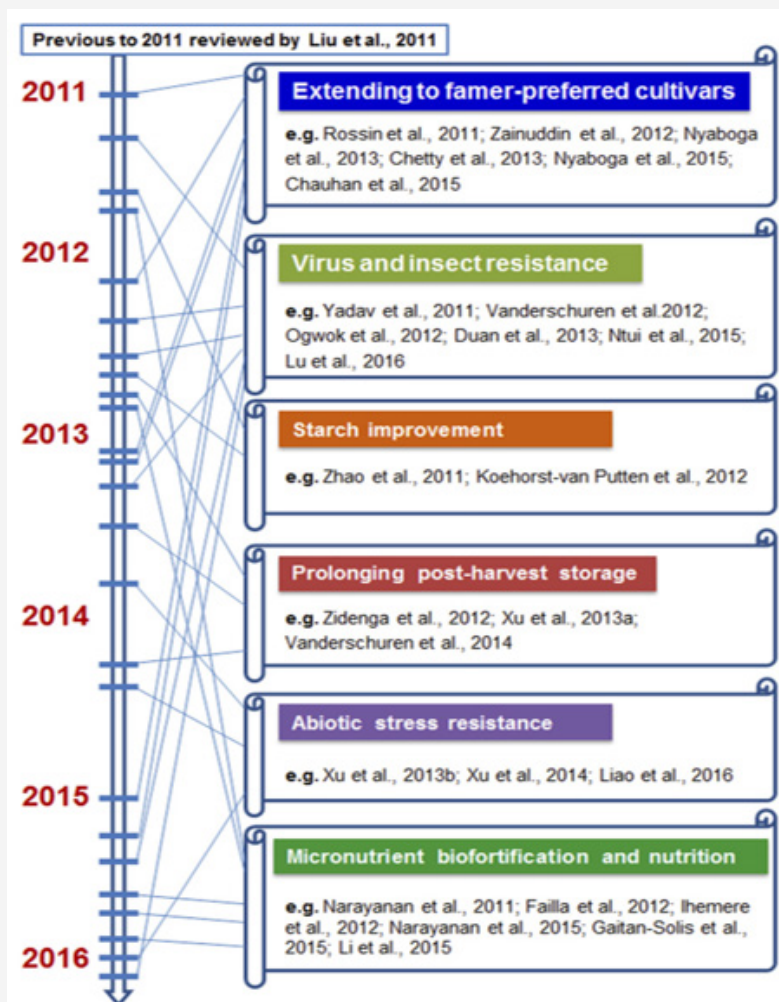 Previous to 2011 reviewed by Liu et al., 2011
2011
Extending to famer-preferred cultivars
e.g. Rossin et al., 2011; Zainuddin et al., 2012; Nyaboga
et al., 2013; Chetty et al., 2013; Nyaboga et al., 2015;
Chauhan et al., 2015
2012
Virus and insect resistance
e.g. Yadav et al., 2011; Vanderschuren et al.2012;
Ogwok et al., 2012; Duan et al., 2013; Ntui et al., 2015;
Lu et al., 2016
2013
Starch improvement
e.g. Zhao et al., 2011; Koehorst-van Putten et al., 2012
2014
Prolonging post-harvest storage
e.g. Zidenga et al., 2012; Xu et al., 2013a;
Vanderschuren et al., 2014
Abiotic stress resistance
e.g. Xu et al., 2013b; Xu et al., 2014; Liao et al., 2016
2015
Micronutrient biofortification and nutrition
e.g. Narayanan et al., 2011; Failla et al., 2012; Ihemere
et al., 2012; Narayanan et al., 2015; Gaitan-Solis et al.,
2015; Li et al., 2015
2016